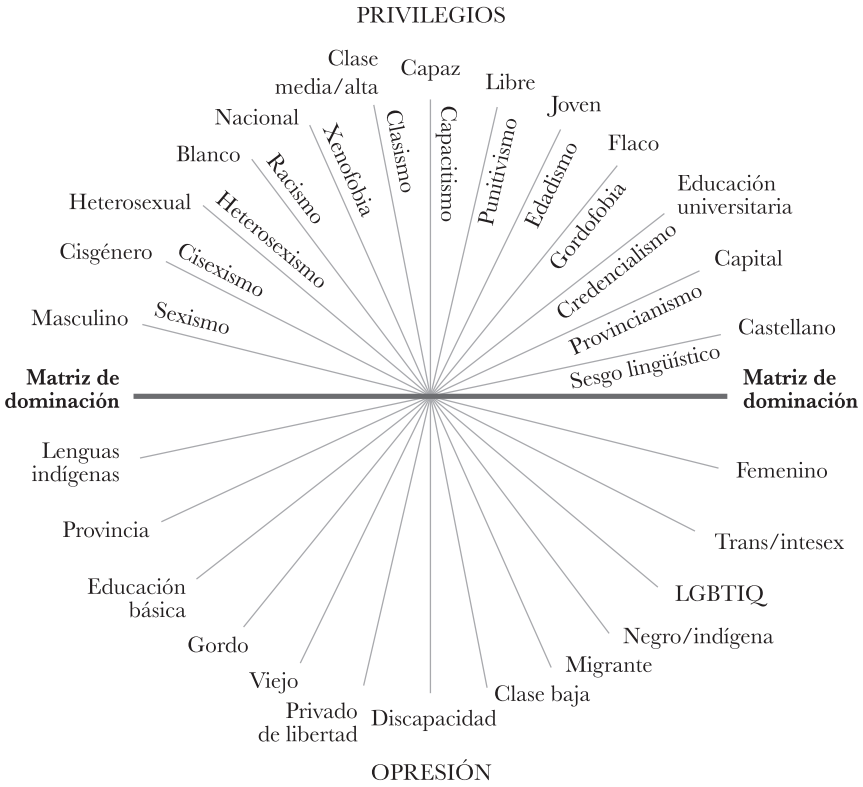 PRIVILEGIOS
Clase
media/alta
Capaz
Libre
Joven
Nacional
Flaco
Blanco
Educación
universitaria
Heterosexual
Cisgénero
Capital
Masculino
Castellano
Sexismo
Cisexismo
Heterosexismo
Racismo
Xenofobia
Clasismo
Capacitismo
Punitivismo
Edadismo
Gordofobia
Credencialismo
Provincianismo
Sesgo lingüístico
Matriz de
dominación
Matriz de
dominación
Lenguas
indígenas
Femenino
Provincia
Trans/intesex
Educación
básica
LGBTIQ
Gordo
Negro/indígena
Viejo
Migrante
Privado
de libertad
Discapacidad
Clase baja
OPRESIÓN